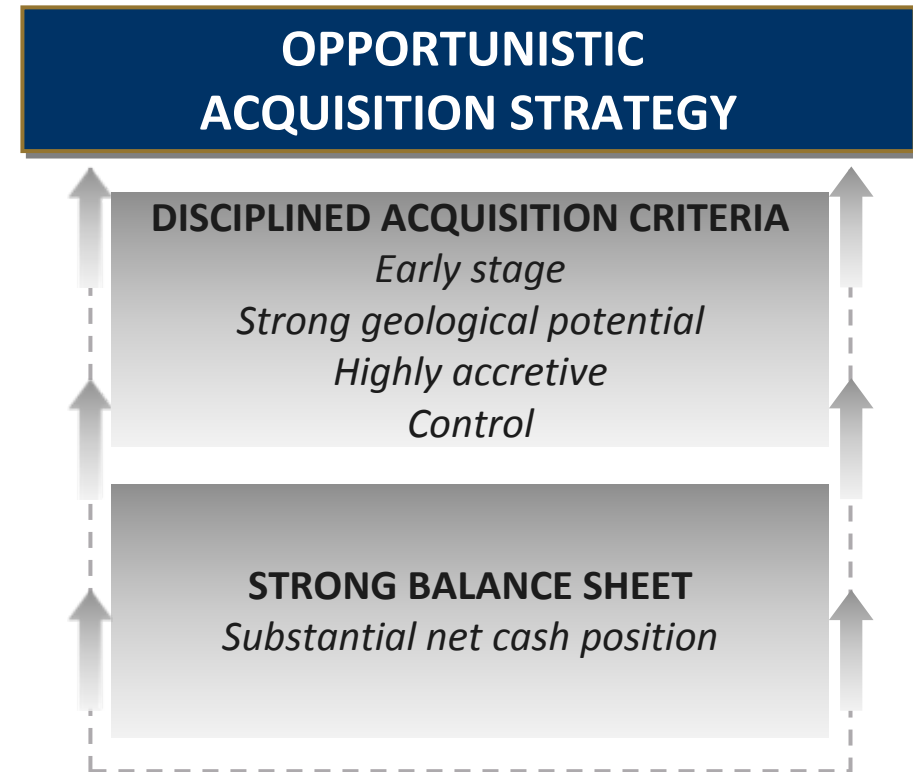 OPPORTUNISTIC
ACQUISITION STRATEGY
DISCIPLINED ACQUISITION CRITERIA
Early stage
Strong geological potential
Highly accretive
Control
STRONG BALANCE SHEET
Substantial net cash position